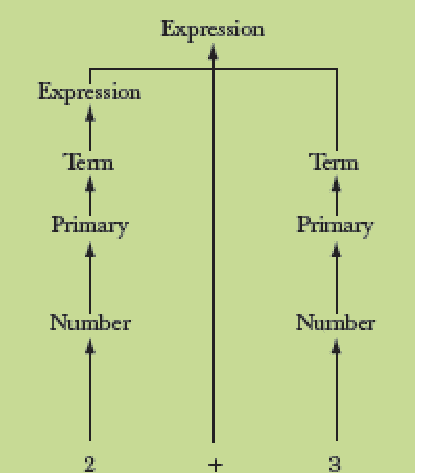 Expression
Expression
Term Term
Primary Primary
Number Number
2 + 3